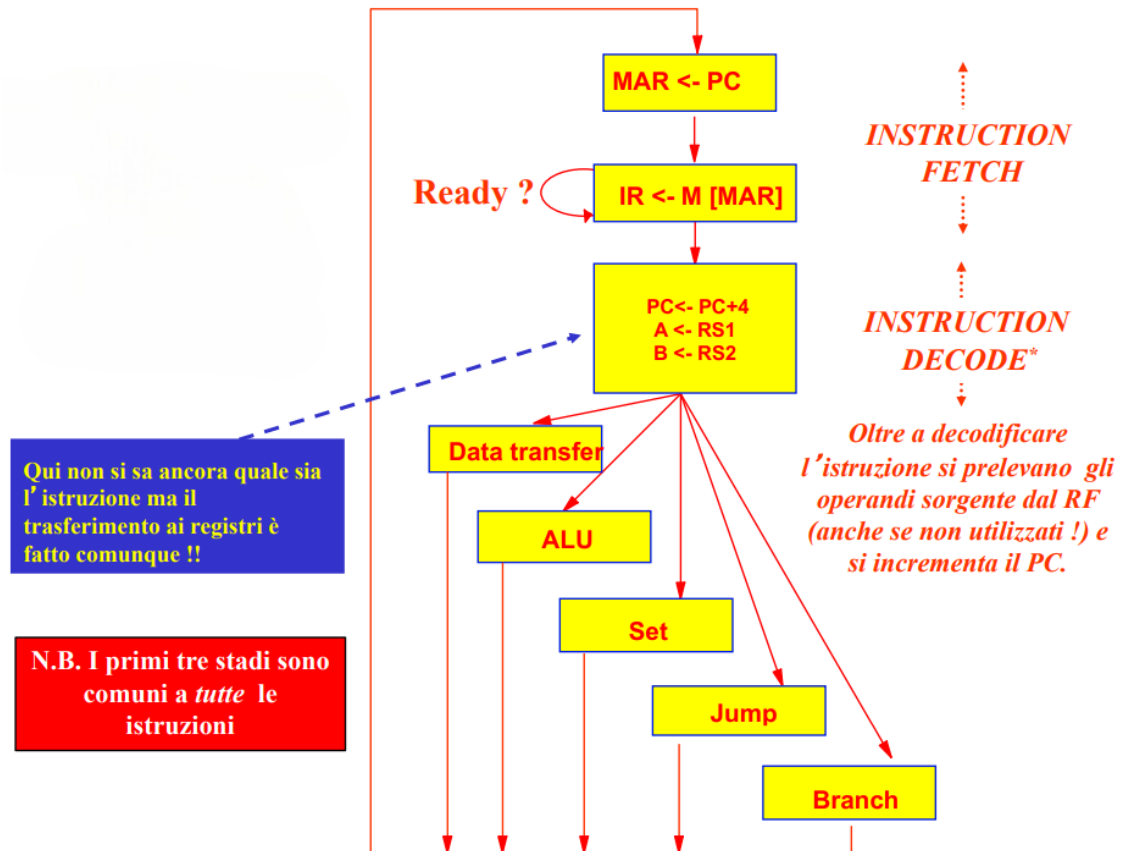 MAR <- PC
INSTRUCTION
FETCH
Ready ?
IR <- M [MAR]
PC<- PC+4
A <- RS1
B <- RS2
INSTRUCTION
DECODE*
Oltre a decodificare
l’istruzione si prelevano gli
operandi sorgente dal RF
(anche se non utilizzati !) e
si incrementa il PC.
Qui non si sa ancora quale sia
l’ istruzione ma il
trasferimento ai registri è
fatto comunque !!
Data transfer
ALU
Set
Jump
Branch
N.B. I primi tre stadi sono
comuni a tutte le
istruzioni